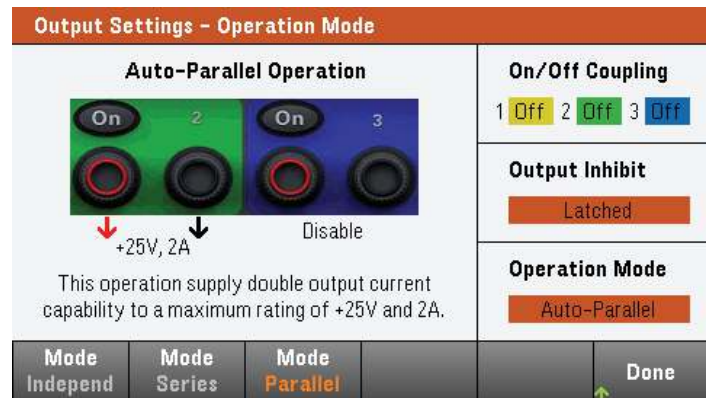 Output Settings - Operation Mode
Auto-Parallel Operation
On 2 On 3
+25V, 2A
Disable
This operation supply double output current
capability to a maximum rating of +25V and 2A.
On/Off Coupling
1 Off 2 Off 3 Off
Output Inhibit
Latched
Operation Mode
Auto-Parallel
Mode
Independ
Mode
Series
Mode
Parallel
Done